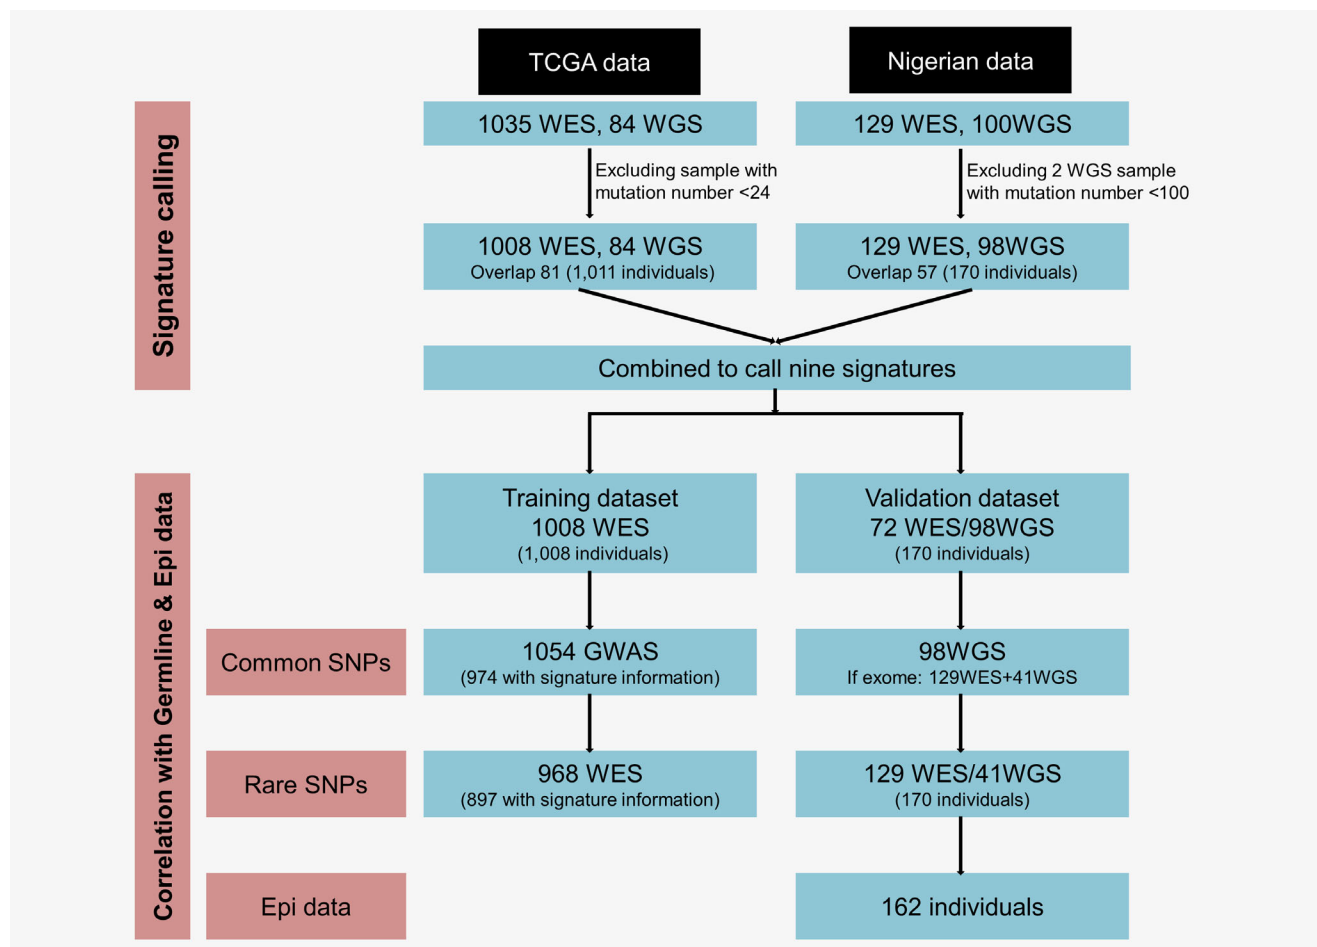 TCGA data
Nigerian data
Signature calling
1035 WES, 84 WGS
129 WES, 100WGS
Excluding sample with
mutation number <24
Excluding 2 WGS sample
with mutation number <100
1008 WES, 84 WGS
Overlap 81 (1,011 individuals)
129 WES, 98WGS
Overlap 57 (170 individuals)
Combined to call nine signatures
Correlation with Germline & Epi data
Training dataset
1008 WES
(1,008 individuals)
Validation dataset
72 WES/98WGS
(170 individuals)
Common SNPs
1054 GWAS
(974 with signature information)
98WGS
If exome: 129WES+41WGS
Rare SNPs
968 WES
(897 with signature information)
129 WES/41WGS
(170 individuals)
Epi data
162 individuals